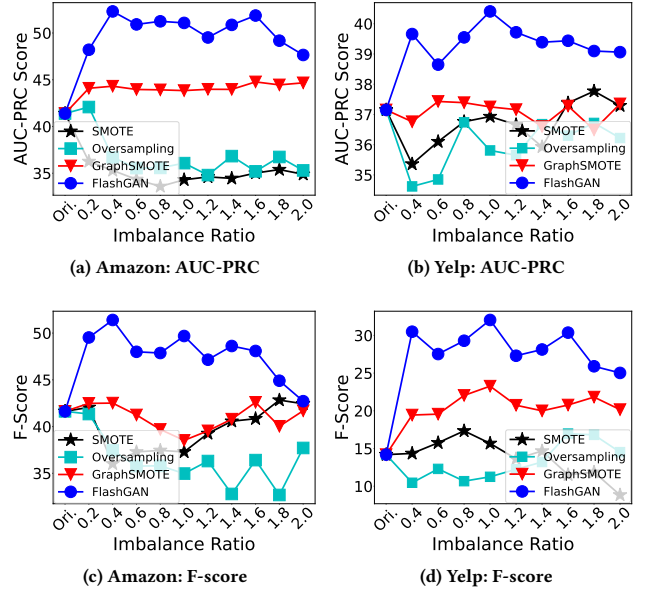 50
45
40
35
AUC-PRC Score
SMOTE
Oversampling
GraphSMOTE
FlashGAN
Ori. 0.2 0.4 0.6 0.8 1.0 1.2 1.4 1.6 1.8 2.0
Imbalance Ratio
(a) Amazon: AUC-PRC
40
39
38
37
36
35
AUC-PRC Score
SMOTE
Oversampling
GraphSMOTE
FlashGAN
Ori. 0.4 0.6 0.8 1.0 1.2 1.4 1.6 1.8 2.0
Imbalance Ratio
(b) Yelp: AUC-PRC
50
45
40
35
F-Score
SMOTE
Oversampling
GraphSMOTE
FlashGAN
Ori. 0.2 0.4 0.6 0.8 1.0 1.2 1.4 1.6 1.8 2.0
Imbalance Ratio
(c) Amazon: F-score
30
25
20
15
10
F-Score
SMOTE
Oversampling
GraphSMOTE
FlashGAN
Ori. 0.4 0.6 0.8 1.0 1.2 1.4 1.6 1.8 2.0
Imbalance Ratio
(d) Yelp: F-score